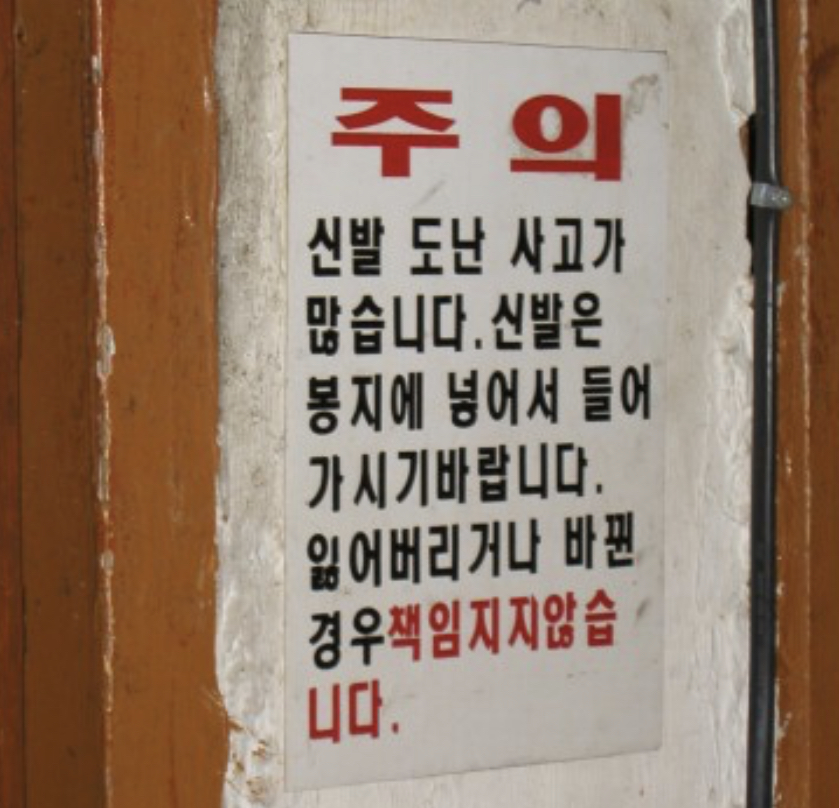 주의
신발 도난 사고가
많습니다.신발은
봉지에 넣어서 들어
가시기바랍니다.
잃어버리거나 바뀐
경우책임지지않습
니다.